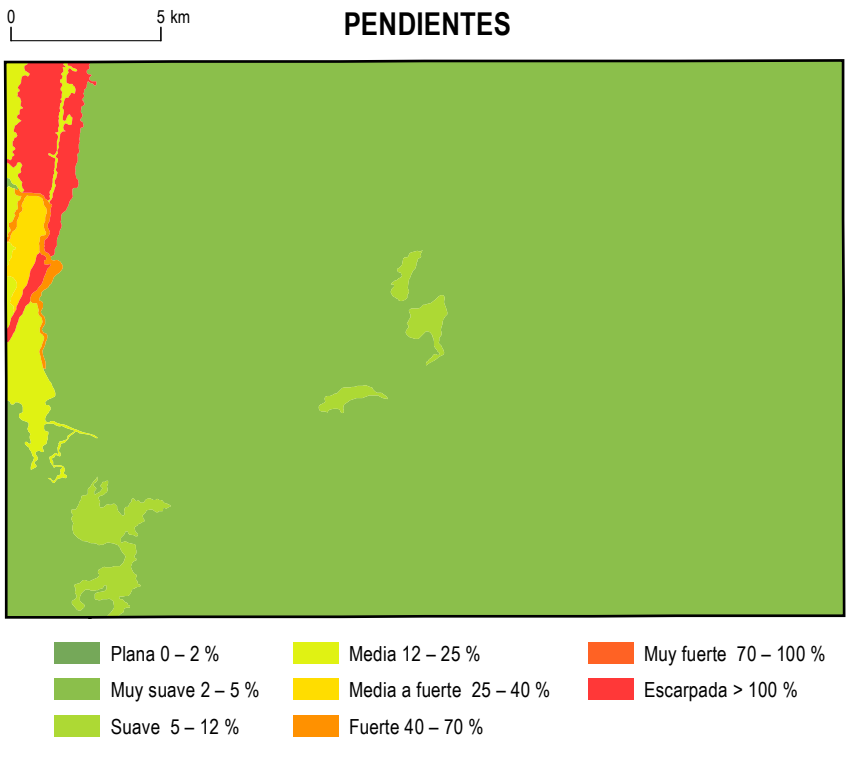 0 5 km
PENDIENTES
Plana 0 – 2 %
Muy suave 2 – 5 %
Suave 5 – 12 %
Media 12 – 25 %
Media a fuerte 25 – 40 %
Fuerte 40 – 70 %
Muy fuerte 70 – 100 %
Escarpada > 100 %